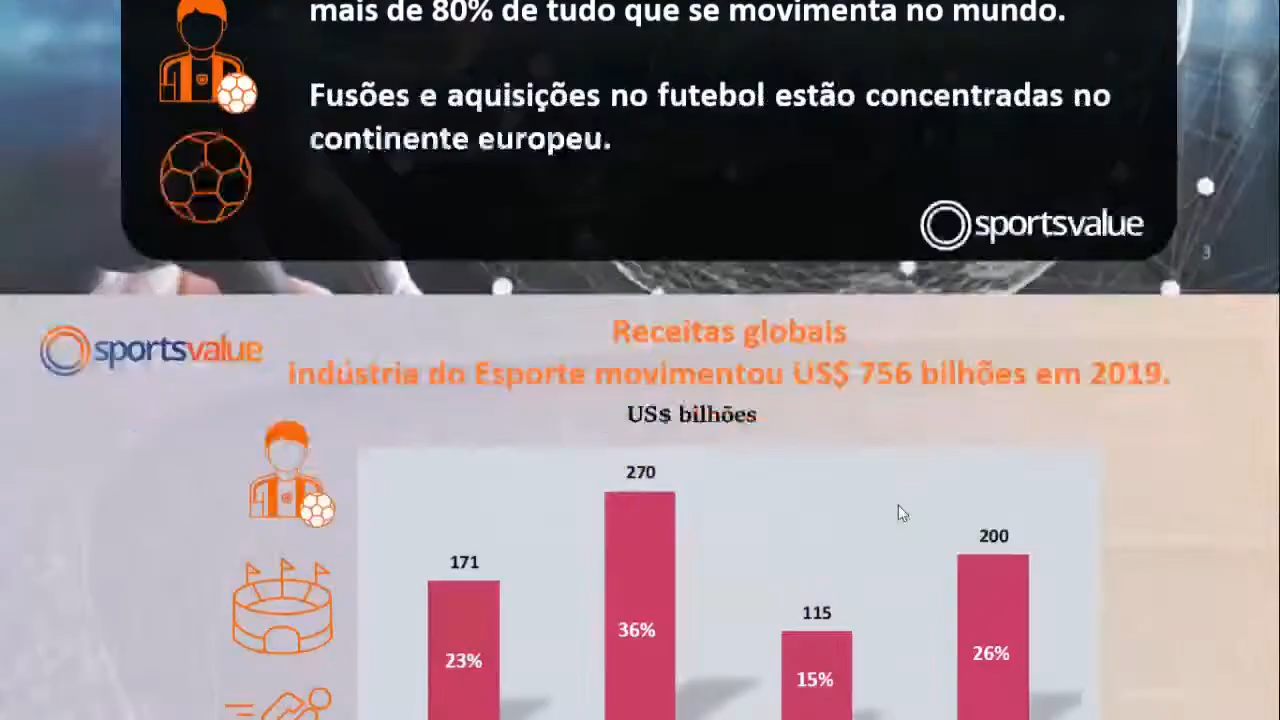 mais de 80% de tudo que se movimenta no mundo.
Fusões e aquisições no futebol estão concentradas no
continente europeu.
sportsvalue
3
sportsvalue
Receitas globais
indústria do Esporte movimentou US$ 756 bilhões em 2019.
US$ bilhões
171
270
115
200
23%
36%
15%
26%